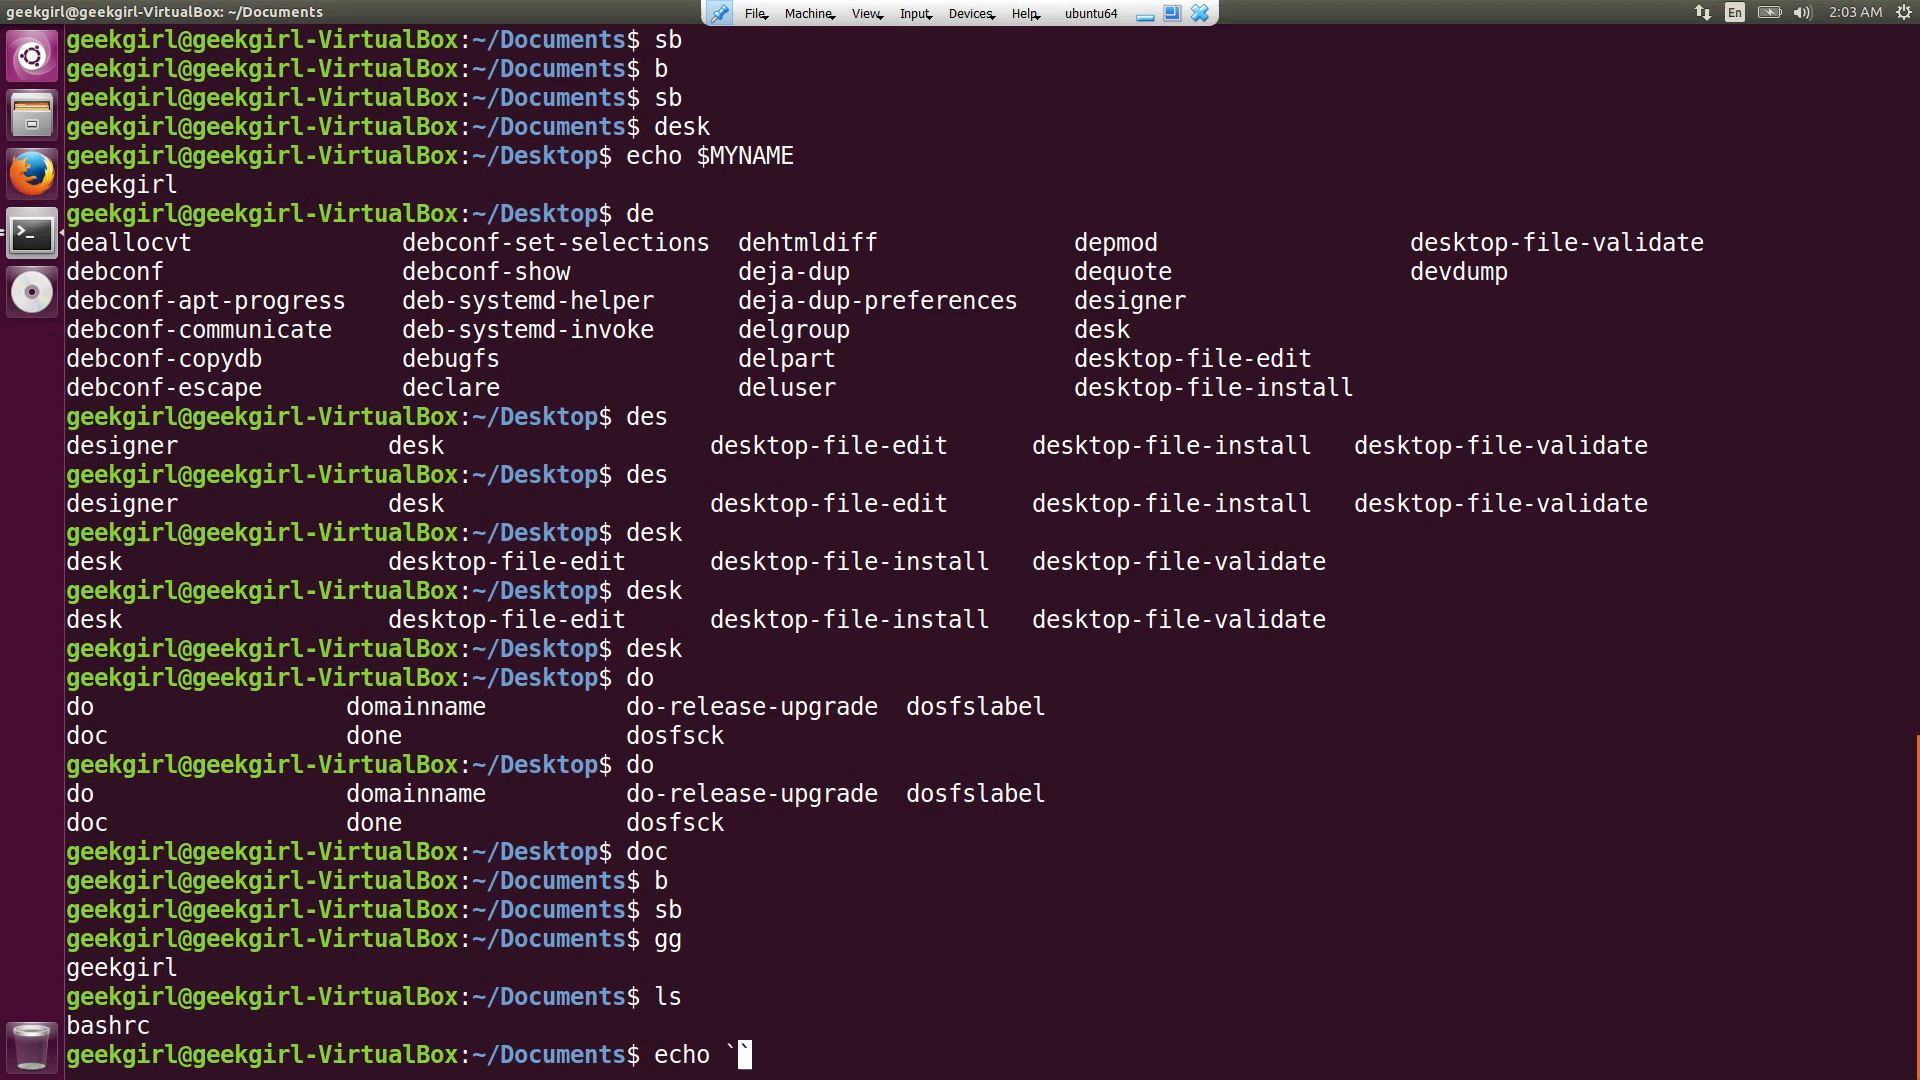 geekgirl@geekgirl-VirtualBox: ~/Documents
File Machine View Input Devices Help ubuntu64
En 2:03 AM
geekgirl@geekgirl-VirtualBox:~/Documents$ sb
geekgirl@geekgirl-VirtualBox:~/Documents$ b
geekgirl@geekgirl-VirtualBox:~/Documents$ sb
geekgirl@geekgirl-VirtualBox:~/Documents$ desk
geekgirl@geekgirl-VirtualBox:~/Desktop$ echo $MYNAME
geekgirl
geekgirl@geekgirl-VirtualBox:~/Desktop$ de
deallocvt debconf-set-selections dehtmldiff depmod desktop-file-validate
debconf debconf-show deja-dup dequote devdump
debconf-apt-progress deb-systemd-helper deja-dup-preferences designer
debconf-communicate deb-systemd-invoke delgroup desk
debconf-copydb debugfs delpart desktop-file-edit
debconf-escape declare deluser desktop-file-install
geekgirl@geekgirl-VirtualBox:~/Desktop$ des
designer desk desktop-file-edit desktop-file-install desktop-file-validate
geekgirl@geekgirl-VirtualBox:~/Desktop$ des
designer desk desktop-file-edit desktop-file-install desktop-file-validate
geekgirl@geekgirl-VirtualBox:~/Desktop$ desk
desk desktop-file-edit desktop-file-install desktop-file-validate
geekgirl@geekgirl-VirtualBox:~/Desktop$ desk
desk desktop-file-edit desktop-file-install desktop-file-validate
geekgirl@geekgirl-VirtualBox:~/Desktop$ desk
geekgirl@geekgirl-VirtualBox:~/Desktop$ do
do domainname do-release-upgrade dosfslabel
doc done dosfsck
geekgirl@geekgirl-VirtualBox:~/Desktop$ do
do domainname do-release-upgrade dosfslabel
doc done dosfsck
geekgirl@geekgirl-VirtualBox:~/Desktop$ doc
geekgirl@geekgirl-VirtualBox:~/Documents$ b
geekgirl@geekgirl-VirtualBox:~/Documents$ sb
geekgirl@geekgirl-VirtualBox:~/Documents$ gg
geekgirl
geekgirl@geekgirl-VirtualBox:~/Documents$ ls
bashrc
geekgirl@geekgirl-VirtualBox:~/Documents$ echo ``